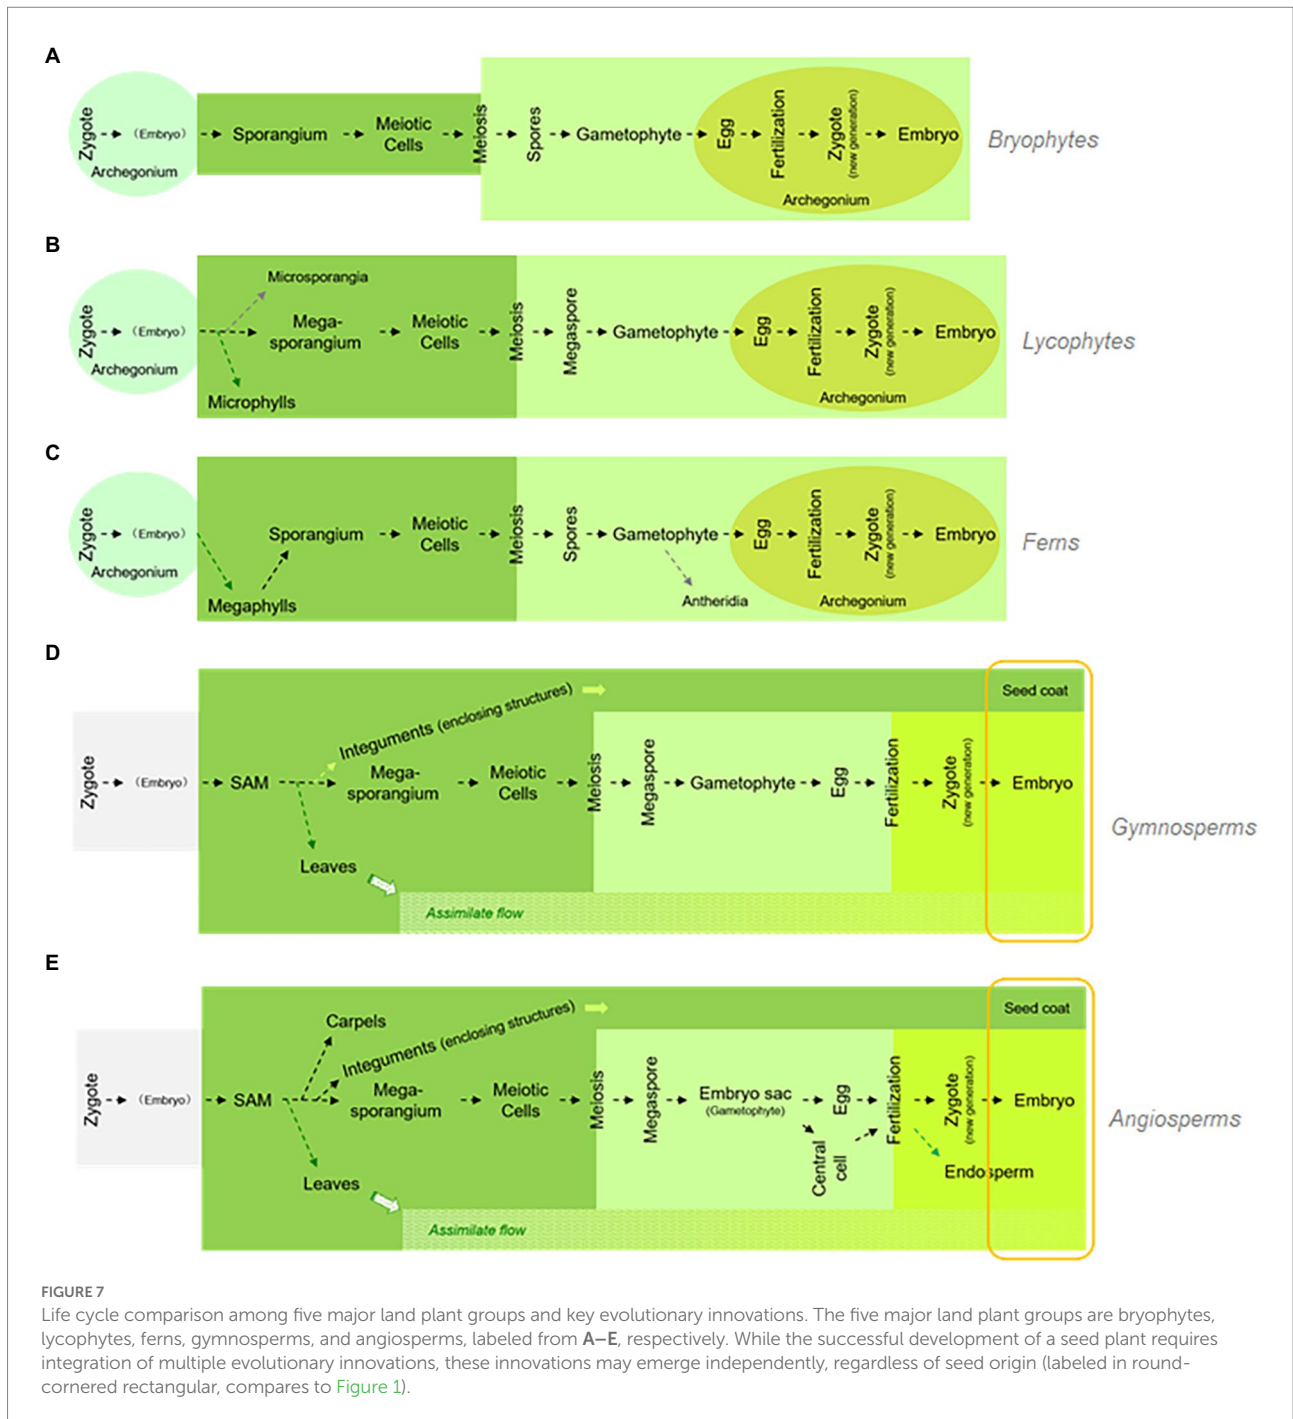 A
Zygote
(Embryo)
Archegonium
Sporangium
Meiotic
Cells
Meiosis
Spores
Gametophyte
Egg
Fertilization
Zygote
(new generation)
Embryo
Archegonium
Bryophytes
B
Zygote
(Embryo)
Archegonium
Microsporangia
Mega-
sporangium
Microphylls
Meiotic
Cells
Meiosis
Megaspore
Gametophyte
Egg
Fertilization
Zygote
(new generation)
Embryo
Archegonium
Lycophytes
C
Zygote
(Embryo)
Archegonium
Sporangium
Megaphylls
Meiotic
Cells
Meiosis
Spores
Gametophyte
Antheridia
Egg
Fertilization
Zygote
(new generation)
Embryo
Archegonium
Ferns
D
Zygote
(Embryo)
SAM
Integuments (enclosing structures)
Mega-
sporangium
Leaves
Meiotic
Cells
Meiosis
Megaspore
Gametophyte
Egg
Fertilization
Zygote
(new generation)
Embryo
Seed coat
Assimilate flow
Gymnosperms
E
Zygote
(Embryo)
SAM
Carpels
Integuments (enclosing structures)
Mega-
sporangium
Leaves
Meiotic
Cells
Meiosis
Megaspore
Embryo sac
(Gametophyte)
Egg
Central
cell
Fertilization
Zygote
(new generation)
Embryo
Endosperm
Seed coat
Assimilate flow
Angiosperms
FIGURE 7
Life cycle comparison among five major land plant groups and key evolutionary innovations. The five major land plant groups are bryophytes,
lycophytes, ferns, gymnosperms, and angiosperms, labeled from A–E, respectively. While the successful development of a seed plant requires
integration of multiple evolutionary innovations, these innovations may emerge independently, regardless of seed origin (labeled in round-
cornered rectangular, compares to Figure 1).